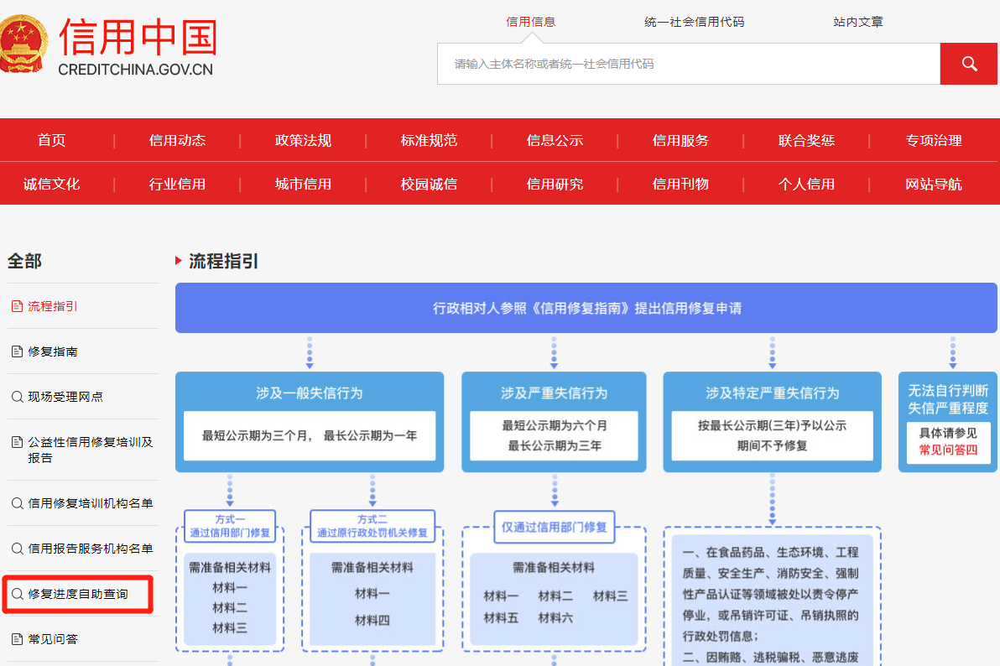 信用中国
CREDITCHINA.GOV.CN
信用信息
统一社会信用代码
站内文章
请输入主体名称或者统一社会信用代码
首页
信用动态
政策法规
标准规范
信息公示
信用服务
联合奖惩
专项治理
诚信文化
行业信用
城市信用
校园诚信
信用研究
信用刊物
个人信用
网站导航
全部
流程指引
修复指南
现场受理网点
公益性信用修复培训及
报告
信用修复培训机构名单
信用报告服务机构名单
修复进度自助查询
常见问答
流程指引
行政相对人参照《信用修复指南》提出信用修复申请
涉及一般失信行为
最短公示期为三个月， 最长公示期为一年
涉及严重失信行为
最短公示期为六个月
最长公示期为三年
涉及特定严重失信行为
按最长公示期(三年)予以公示
期间不予修复
无法自行判断
失信严重程度
具体请参见
常见问答四
方式一
通过信用部门修复
需准备相关材料
材料一
材料二
材料三
方式二
通过原行政处罚机关修复
需准备相关材料
材料一
材料四
仅通过信用部门修复
需准备相关材料
材料一 材料二 材料三
材料五 材料六
一、在食品药品、生态环境、工程
质量、安全生产、消防安全、强制
性产品认证等领域被处以责令停产
停业，或吊销许可证、吊销执照的
行政处罚信息；
二、因贿赂、逃税骗税、恶意逃废